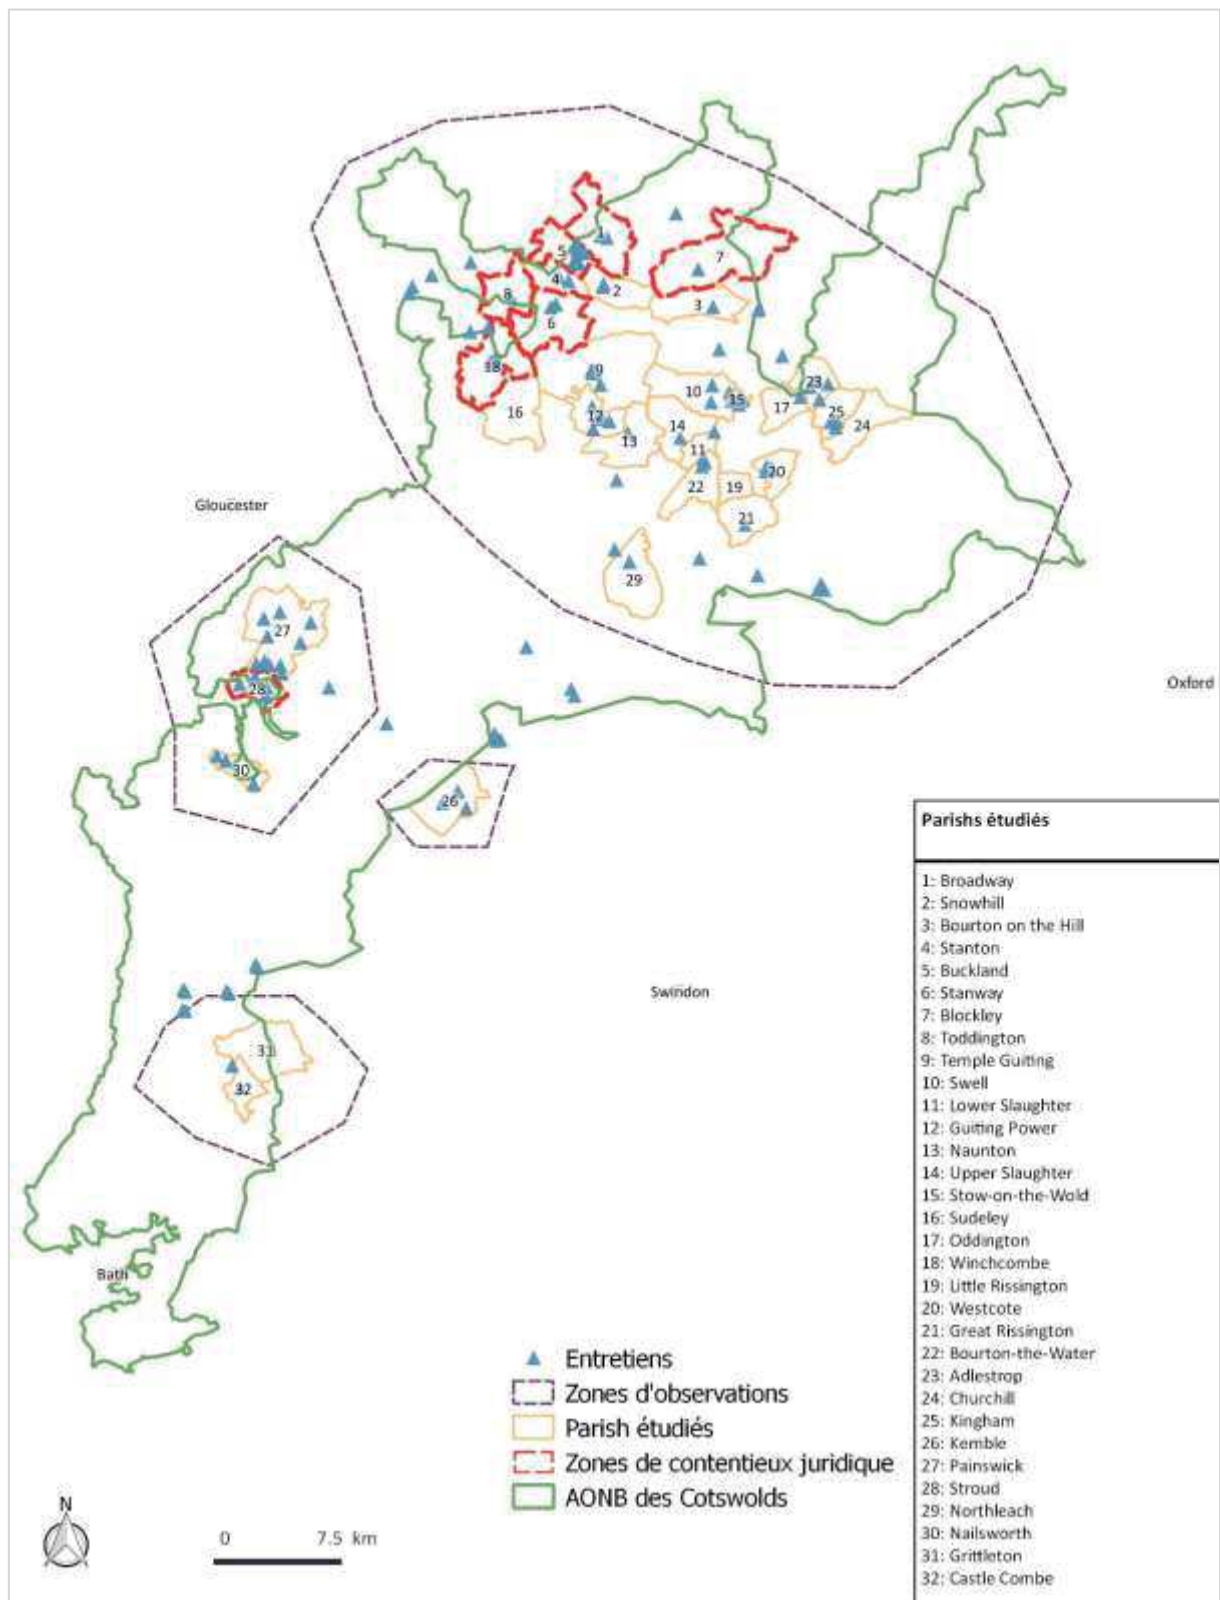 1
5
7
4
2
8
3
6
9
18
10
23
15
17
16
12
25
14
24
13
11
20
22
19
Gloucester
21
29
27
Oxford
28
30
26
Parishs étudiés
1: Broadway
2: Snowhill
3: Bourton on the Hill
4: Stanton
5: Buckland
6: Stanway
7: Blockley
8: Toddington
9: Temple Guiting
10: Swell
11: Lower Slaughter
12: Guiting Power
13: Naunton
14: Upper Slaughter
15: Stow-on-the-Wold
16: Sudeley
17: Oddington
18: Winchcombe
19: Little Rissington
20: Westcote
21: Great Rissington
22: Bourton-the-Water
23: Adlestrop
24: Churchill
25: Kingham
26: Kemble
27: Painswick
28: Stroud
29: Northleach
30: Nailsworth
31: Grittleton
32: Castle Combe
Swindon
31
32
Bath
Entretiens
Zones d'observations
Parish étudiés
Zones de contentieux juridique
AONB des Cotswolds
N
0 7.5 km